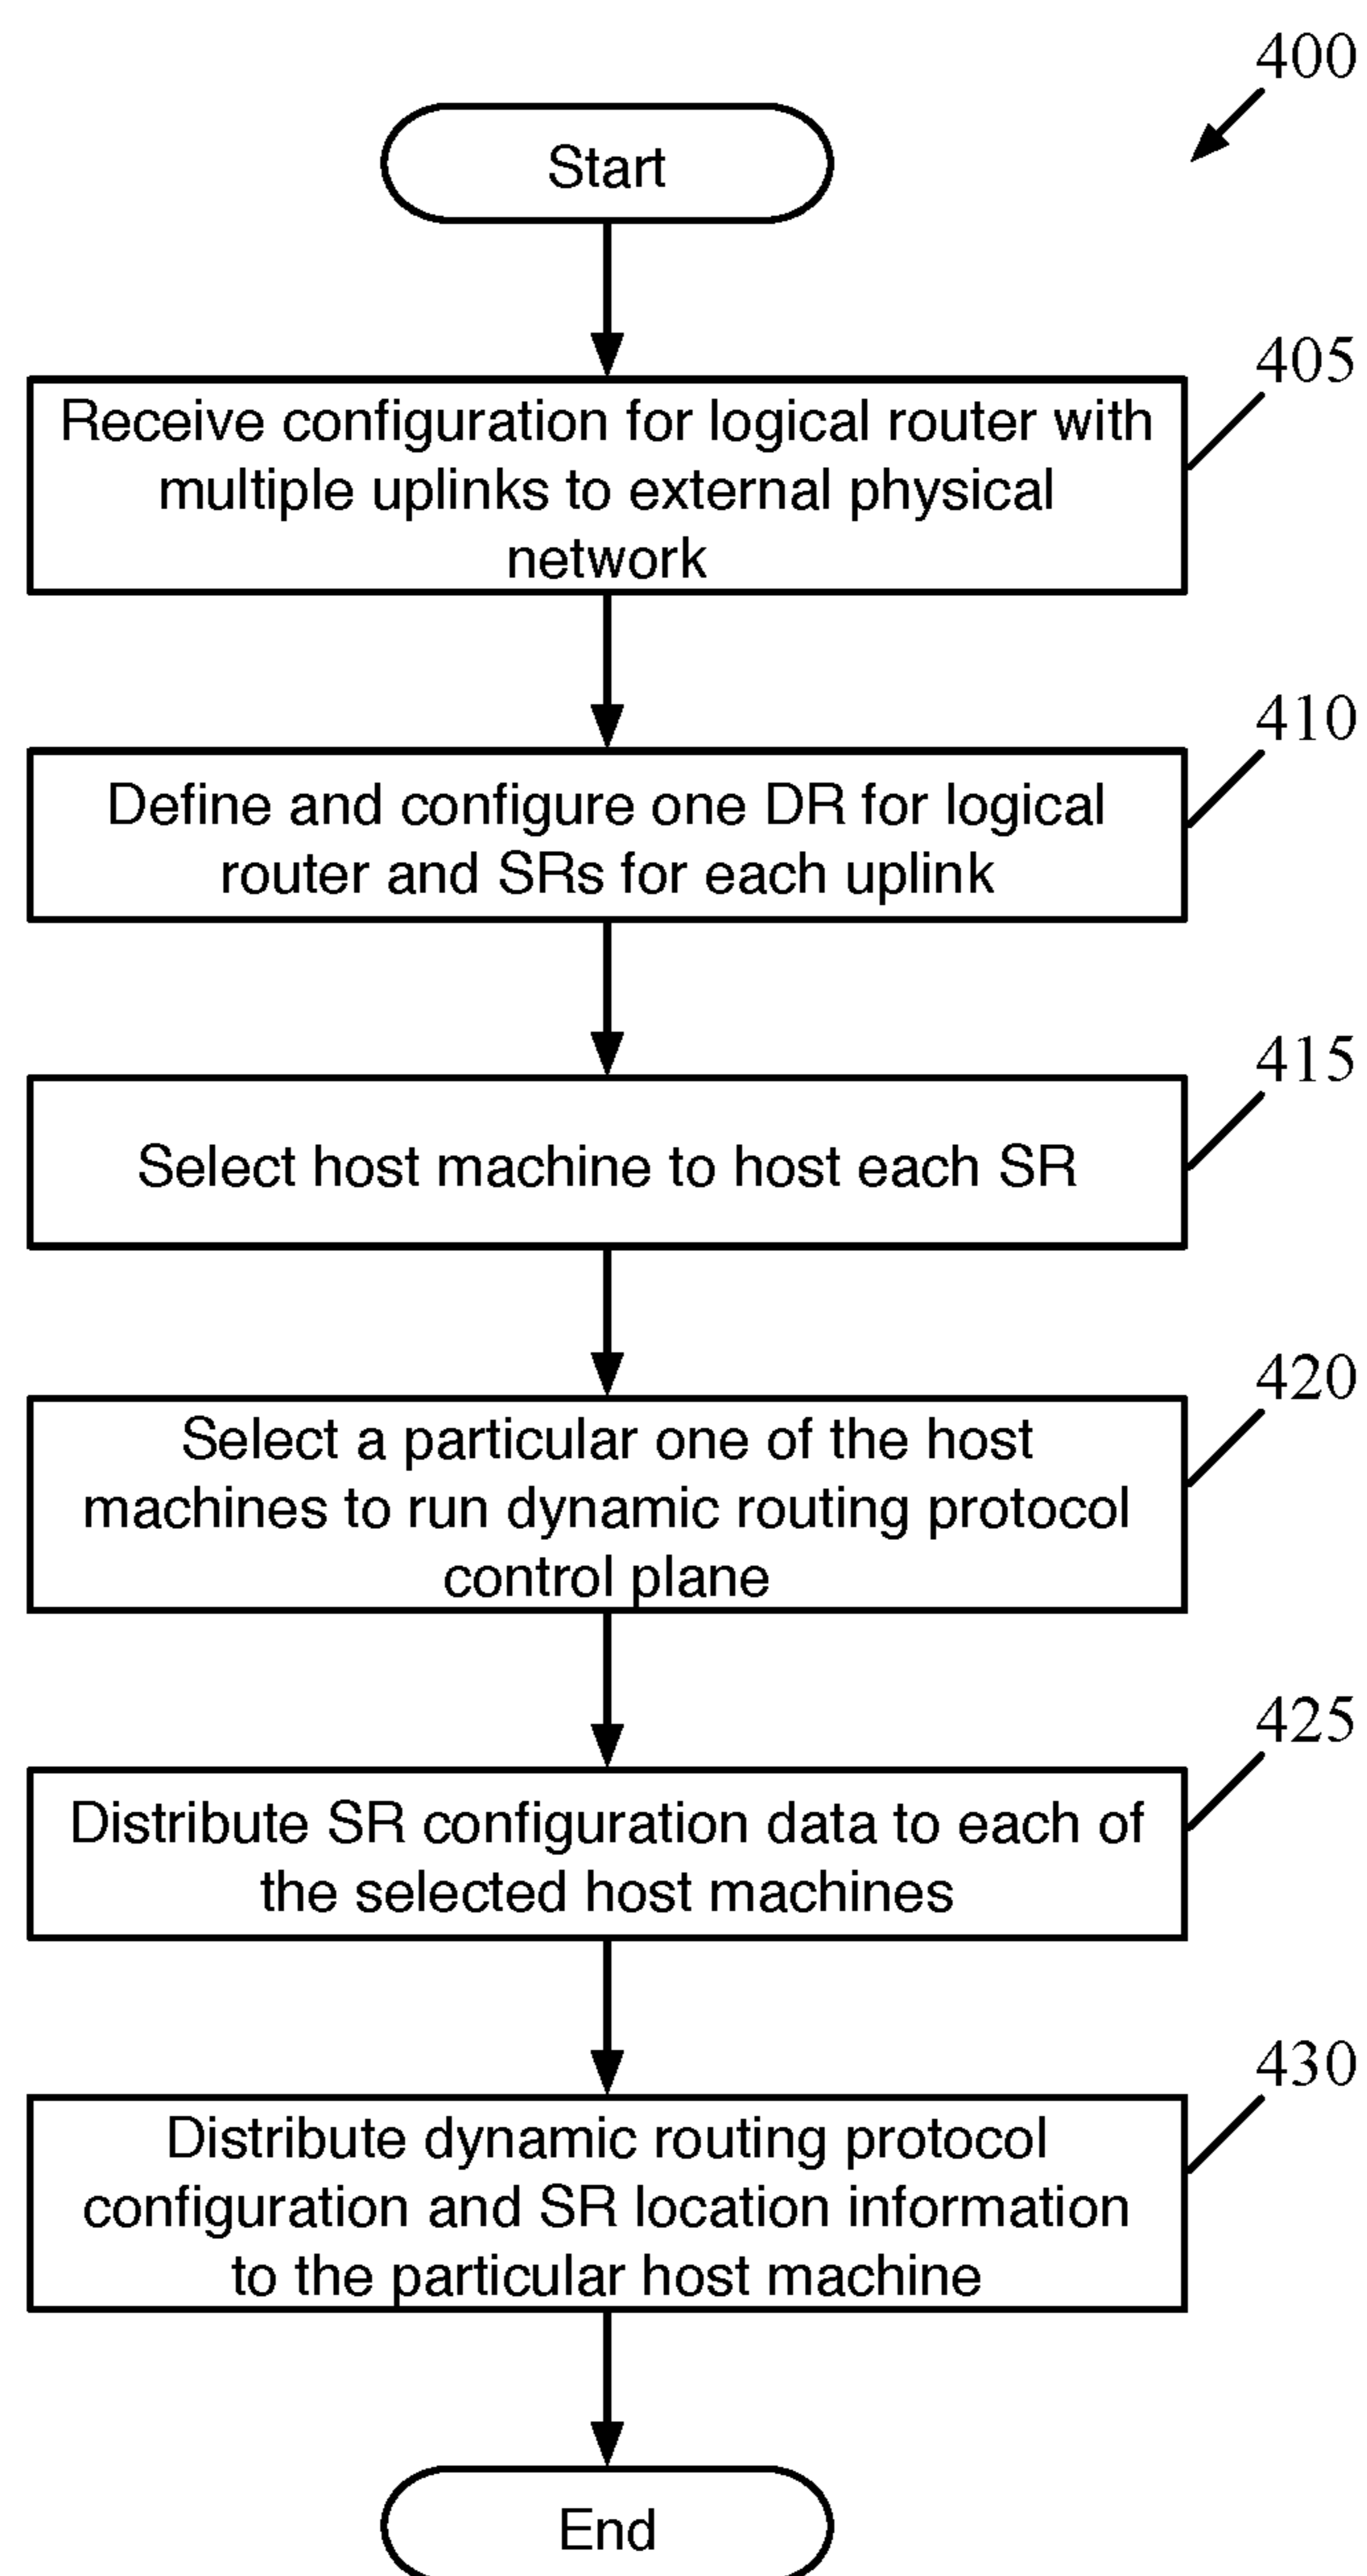 400
Start
405
Receive configuration for logical router with
multiple uplinks to external physical
network
410
Define and configure one DR for logical
router and SRs for each uplink
415
Select host machine to host each SR
420
Select a particular one of the host
machines to run dynamic routing protocol
control plane
425
Distribute SR configuration data to each of
the selected host machines
430
Distribute dynamic routing protocol
configuration and SR location information
to the particular host machine
End